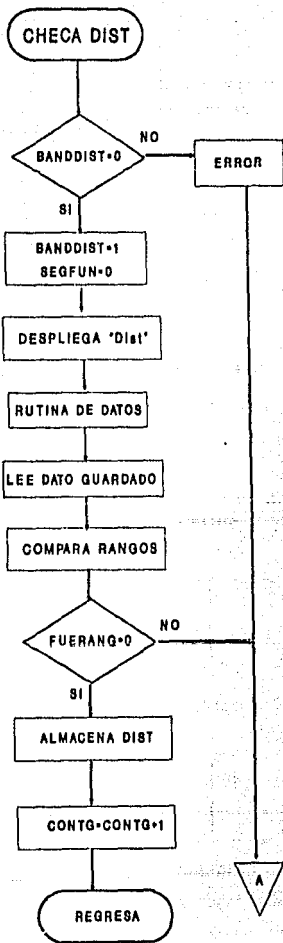 CHECA DIST
BANDDIST=0
NO
ERROR
SI
BANDDIST=1
SEGFUN=0
DESPLIEGA "Dist"
RUTINA DE DATOS
LEE DATO GUARDADO
COMPARA RANGOS
FUERANG=0
NO
SI
ALMACENA DIST
CONTG=CONTG+1
A
REGRESA